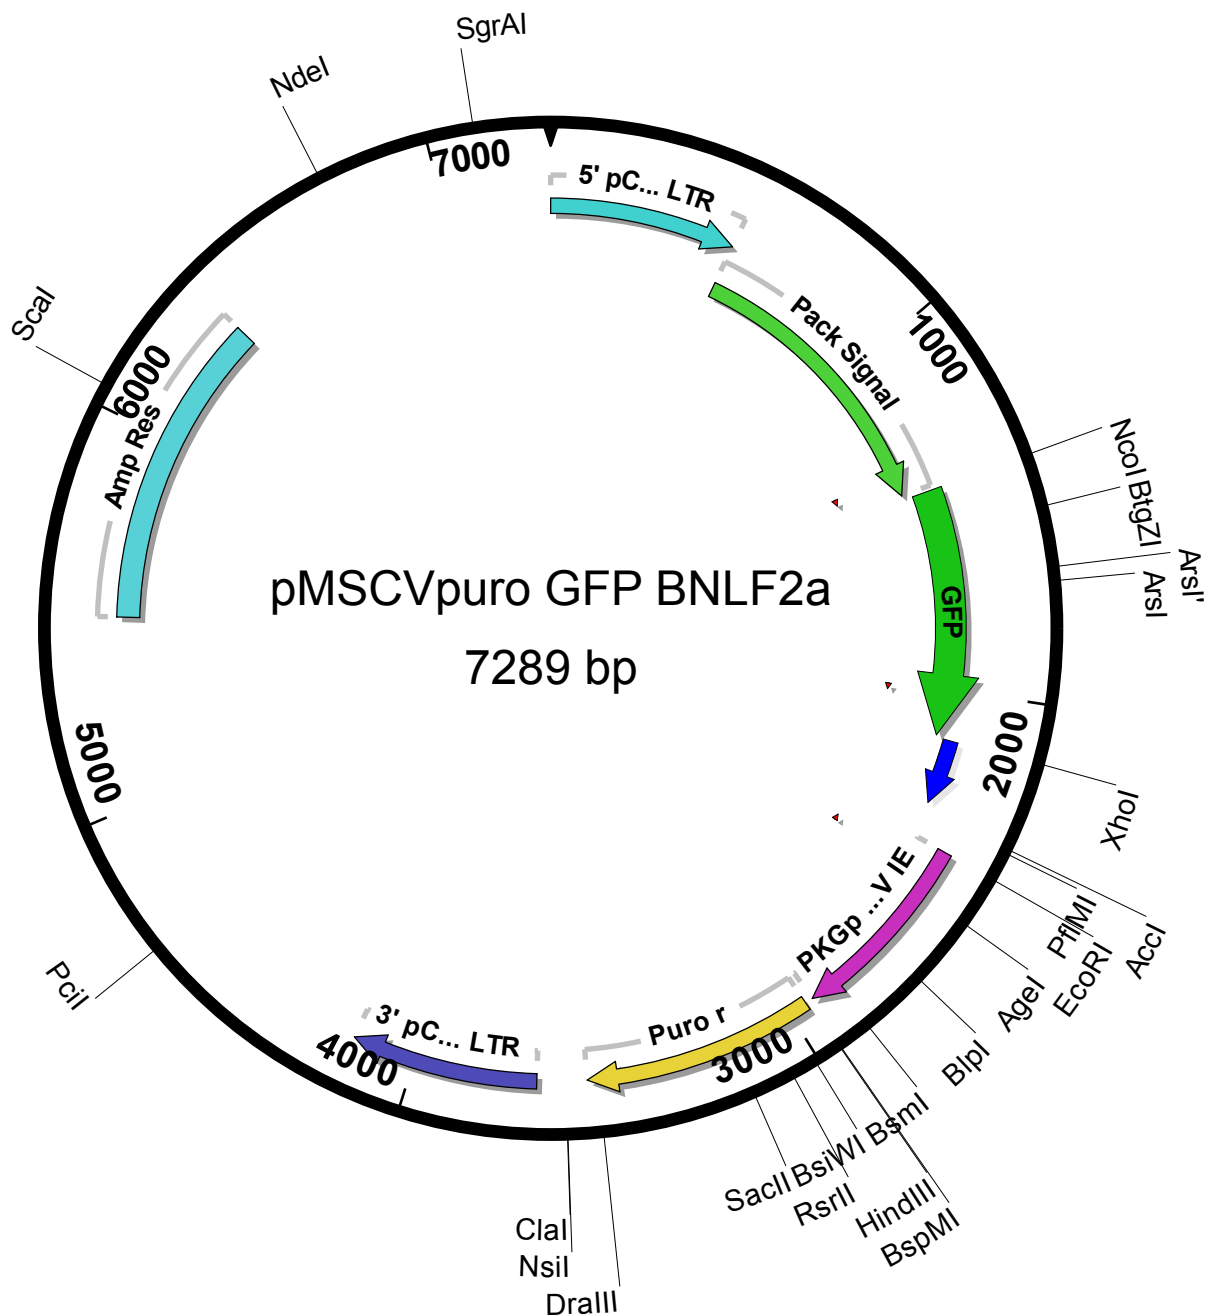 SgrAI
NdeI
7000
5' pC... LTR
ScaI
6000
Pack Signal
1000
Amp Res
NcoI
BtgZI
ArsI'
ArsI
GFP
pMSCVpuro GFP BNLF2a
7289 bp
5000
2000
XhoI
PKGp ...V IE
PflMI
AccI
EcoRI
AgeI
PciI
BlpI
3' pC... LTR
Puro r
4000
3000
BsmI
BsiWI
SacII
RsrII
HindIII
BspMI
ClaI
NsiI
DraIII